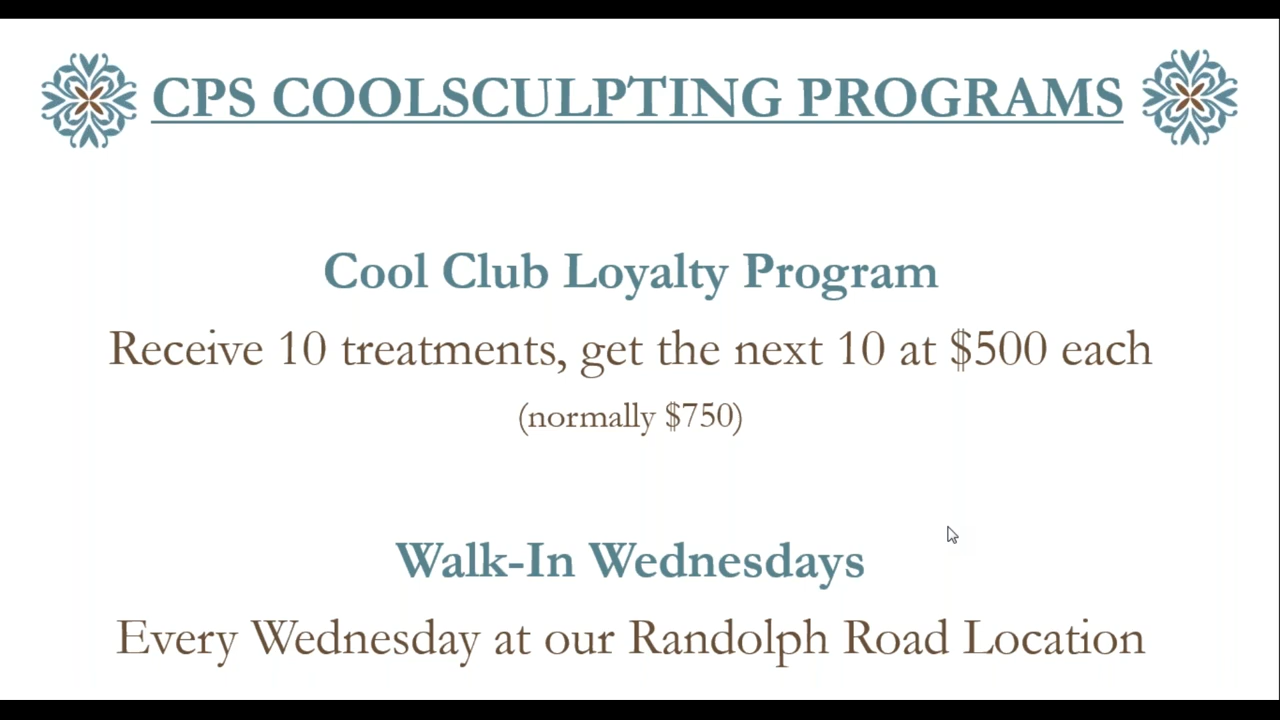 CPS COOLSCULPTING PROGRAMS
Cool Club Loyalty Program
Receive 10 treatments, get the next 10 at $500 each
(normally $750)
Walk-In Wednesdays
Every Wednesday at our Randolph Road Location